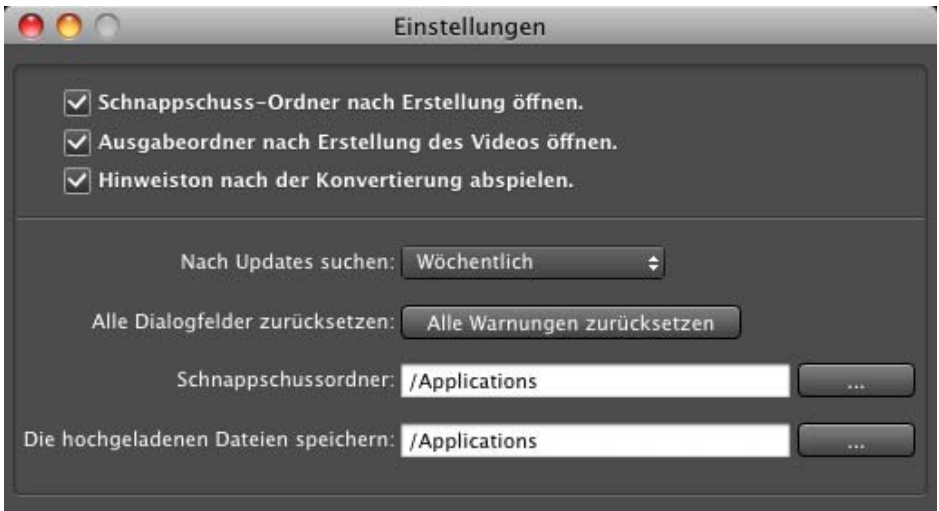 Einstellungen
Schnappschuss-Ordner nach Erstellung öffnen.
Ausgabeordner nach Erstellung des Videos öffnen.
Hinweiston nach der Konvertierung abspielen.
Nach Updates suchen: Wöchentlich
Alle Dialogfelder zurücksetzen: Alle Warnungen zurücksetzen
Schnappschussordner: /Applications ...
Die hochgeladenen Dateien speichern: /Applications ...